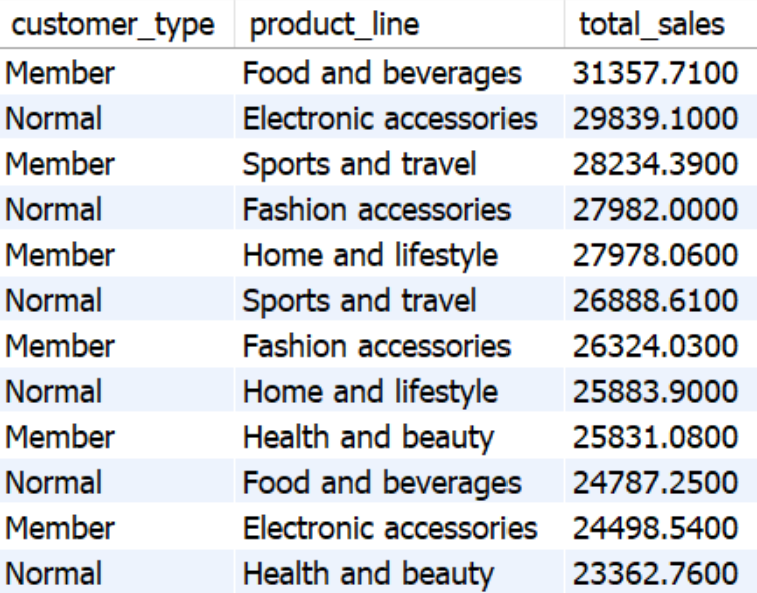 customer_type product_line total_sales
Member Food and beverages 31357.7100
Normal Electronic accessories 29839.1000
Member Sports and travel 28234.3900
Normal Fashion accessories 27982.0000
Member Home and lifestyle 27978.0600
Normal Sports and travel 26888.6100
Member Fashion accessories 26324.0300
Normal Home and lifestyle 25883.9000
Member Health and beauty 25831.0800
Normal Food and beverages 24787.2500
Member Electronic accessories 24498.5400
Normal Health and beauty 23362.7600